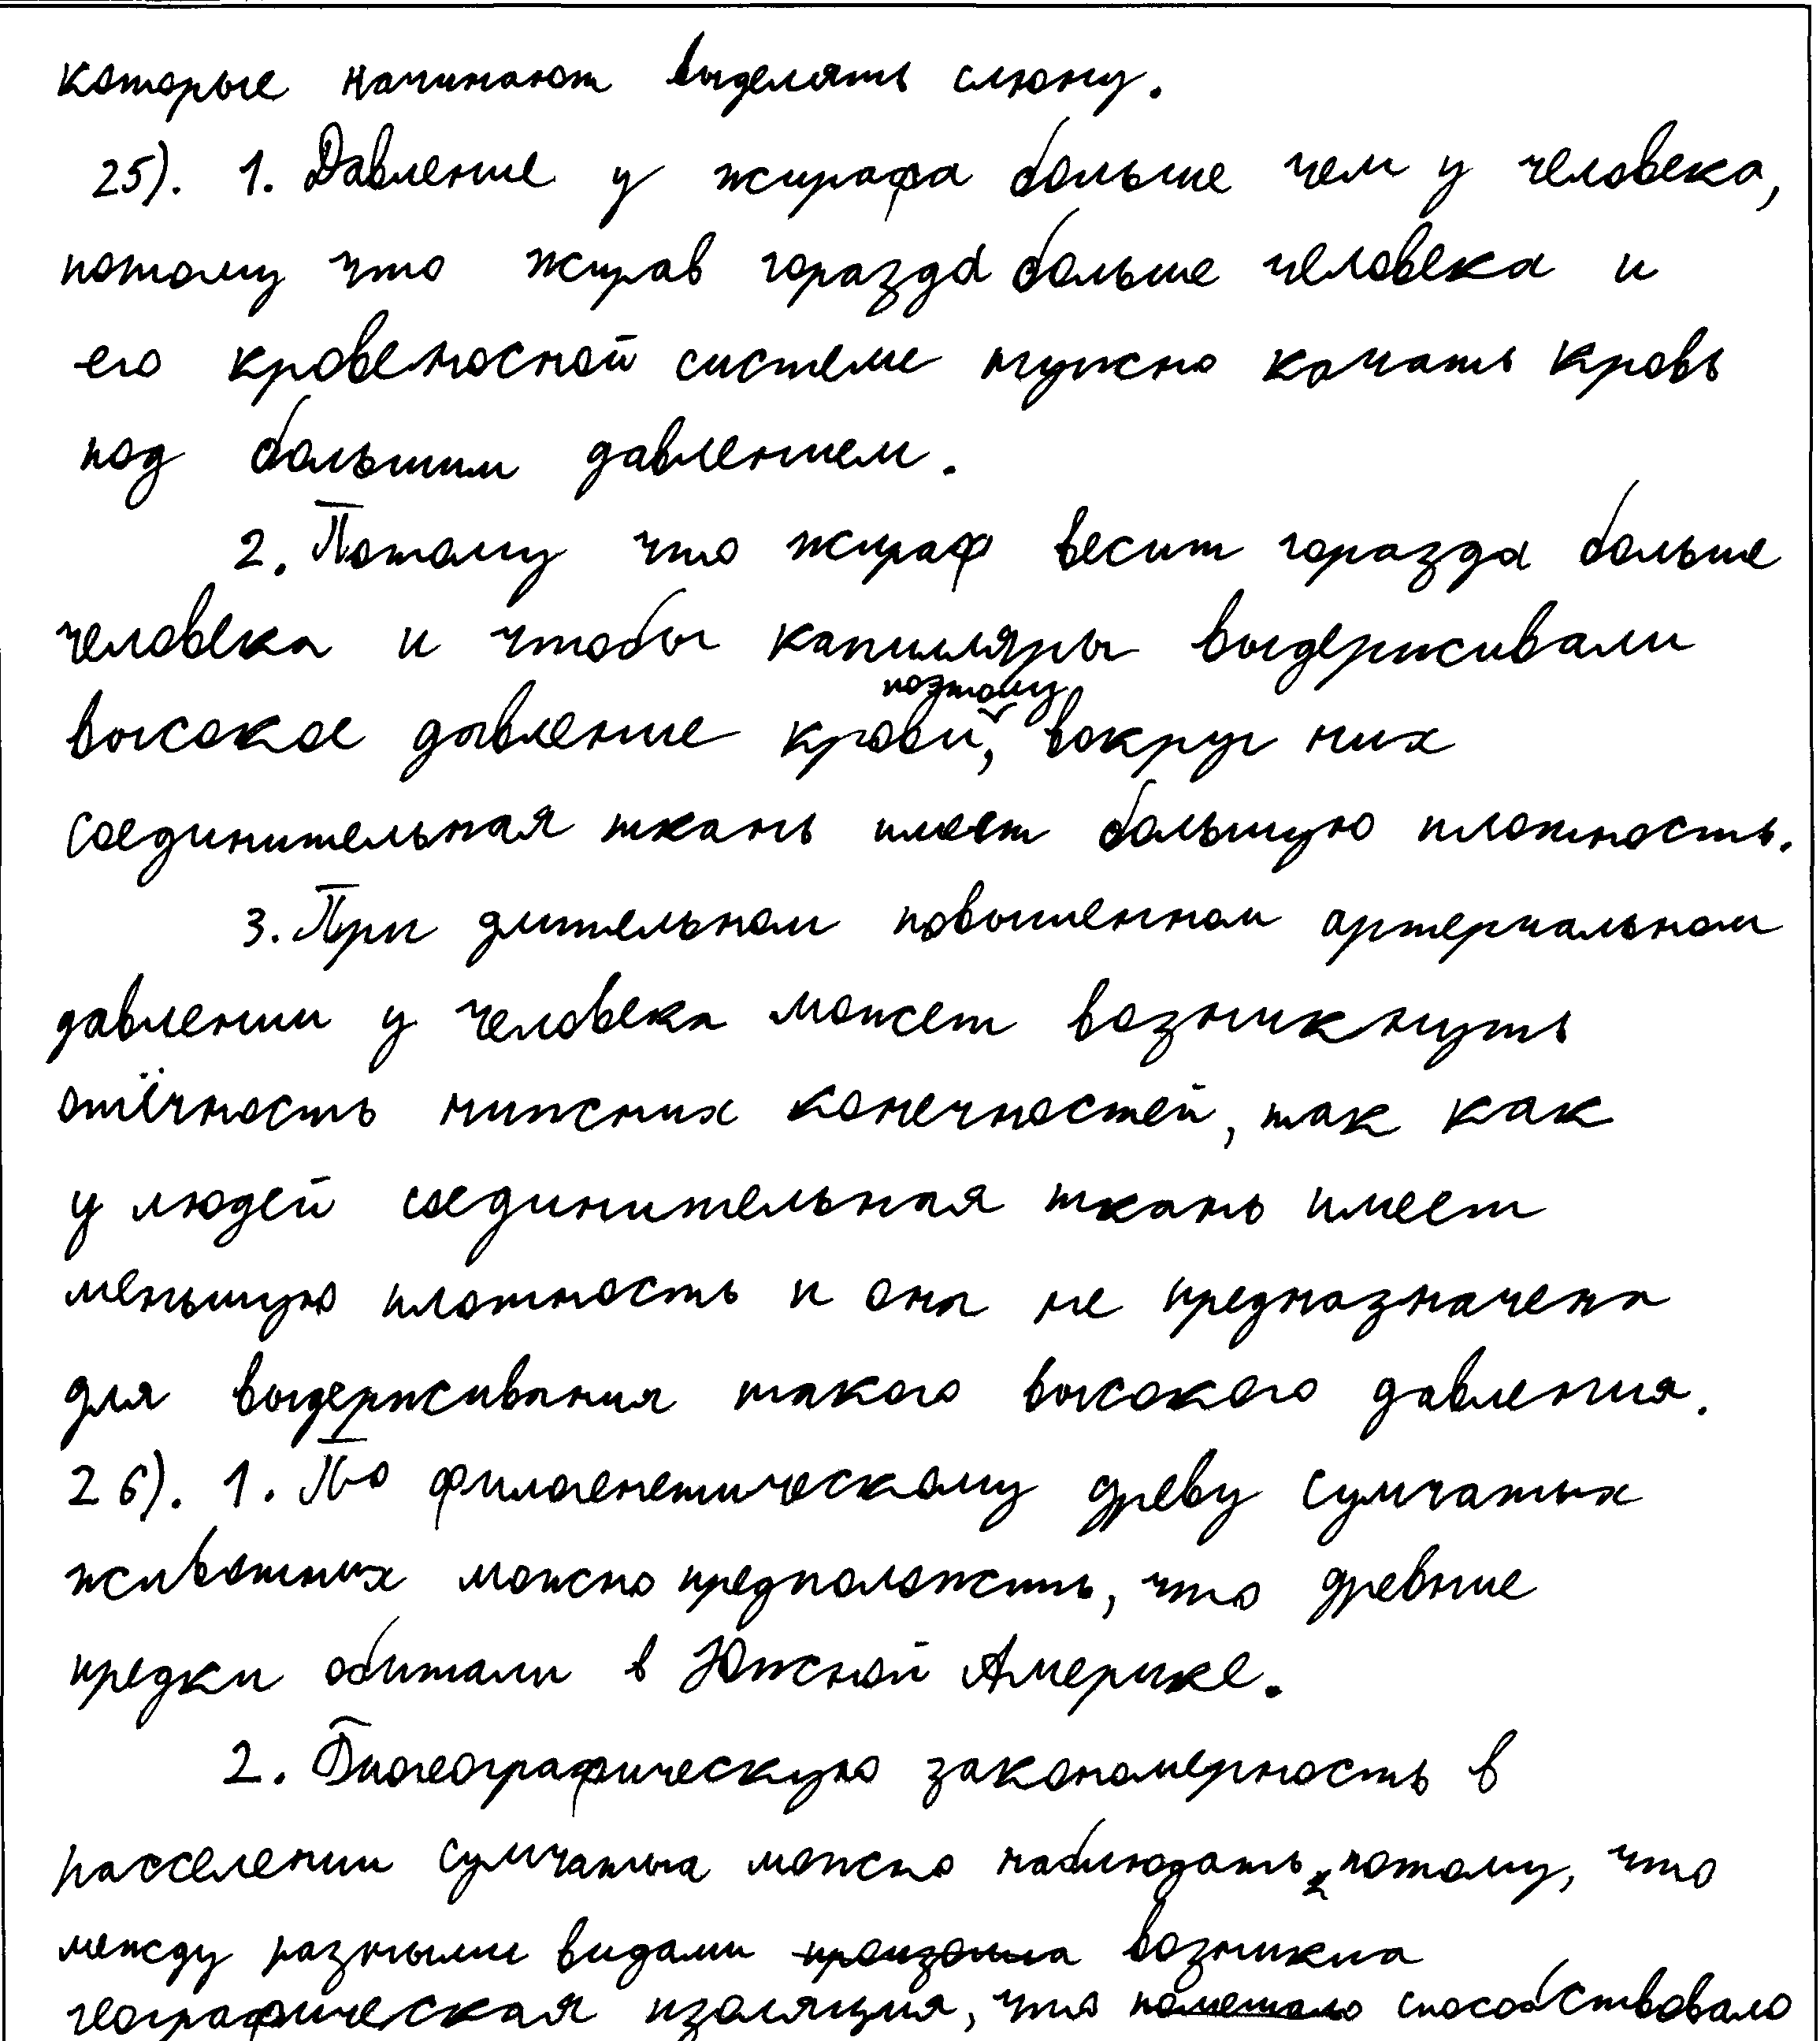 которые начинают выделять слюну.
25). 1. Давление у жирафа больше чем у человека,
потому что жирав горазда больше человека и
его кровеносной системе нужно качать кровь
под большим давлением.
2. Потому что жираф весит горазда больше
человека и чтобы капилляры выдерживали
высокое давление крови, поэтому вокруг них
соединительная ткань имеет большую плотность.
3. При длительном повышенном артериальном
давлении у человека может возникнуть
отёчность нижних конечностей, так как
у людей соединительная ткань имеет
меньшую плотность и она не предназначена
для выдерживания такого высокого давления.
26). 1. По филогенетическому древу сумчатых
животных можно предположить, что древние
предки обитали в Южной Америке.
2. Биогеографическую закономерность в
расселении сумчатых можно наблюдать потому, что
между разными видами произошла возникла
географическая изоляция, что помешало способствовало